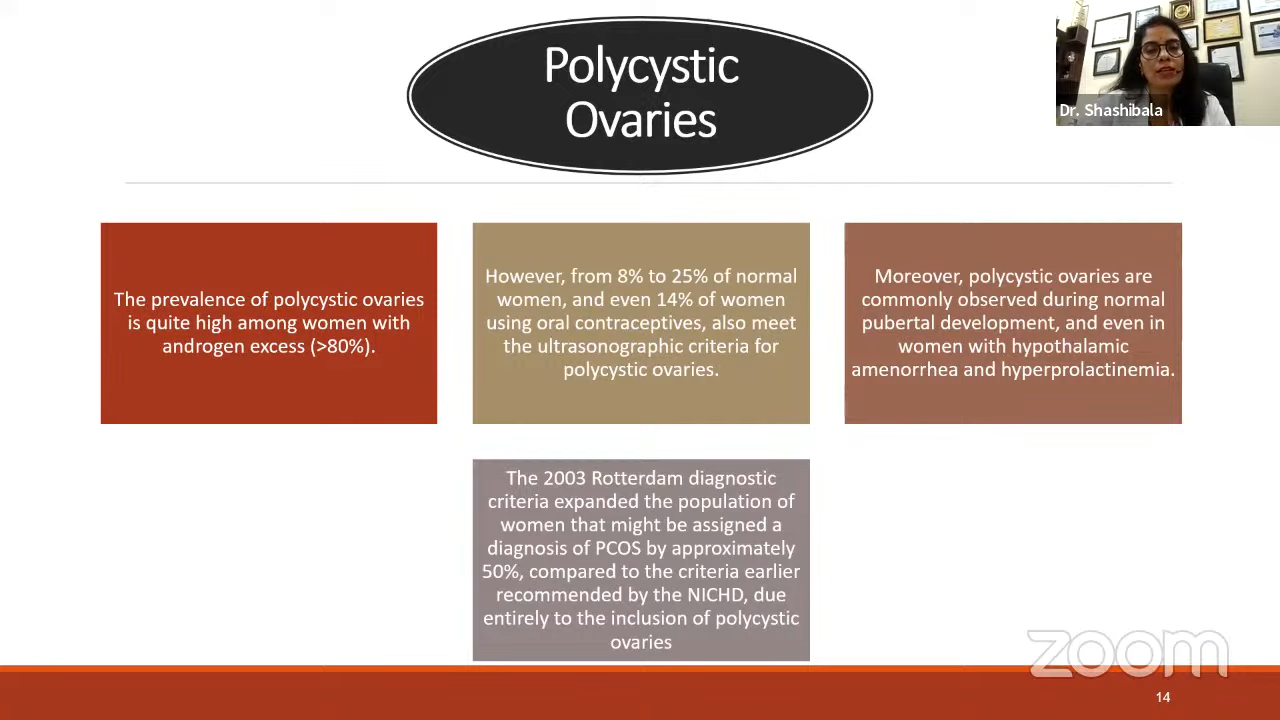 Polycystic
Ovaries
Dr. Shashibala
The prevalence of polycystic ovaries
is quite high among women with
androgen excess (>80%).
However, from 8% to 25% of normal
women, and even 14% of women
using oral contraceptives, also meet
the ultrasonographic criteria for
polycystic ovaries.
Moreover, polycystic ovaries are
commonly observed during normal
pubertal development, and even in
women with hypothalamic
amenorrhea and hyperprolactinemia.
The 2003 Rotterdam diagnostic
criteria expanded the population of
women that might be assigned a
diagnosis of PCOS by approximately
50%, compared to the criteria earlier
recommended by the NICHD, due
entirely to the inclusion of polycystic
ovaries
zoom
14